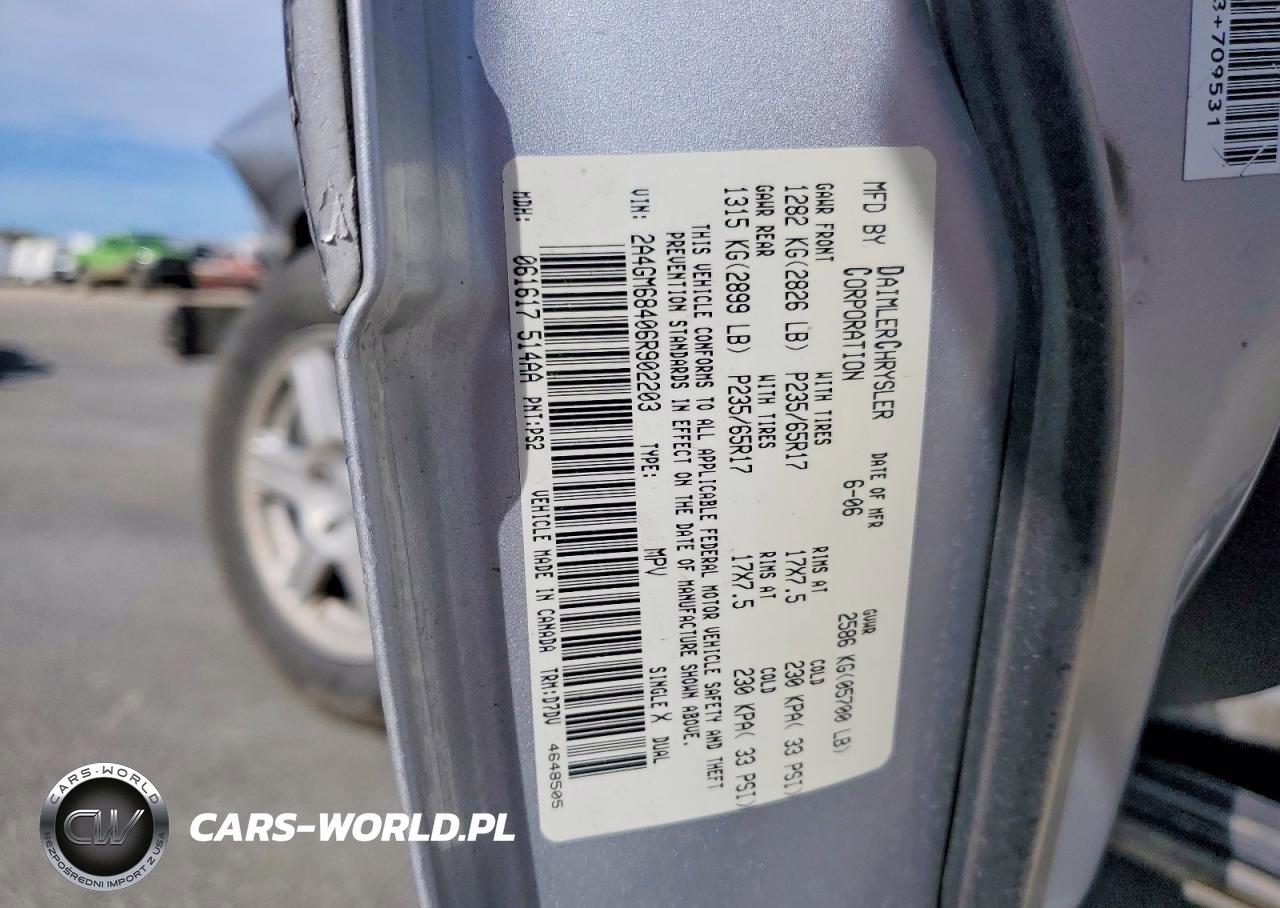 MFD BY DAIMLERCHRYSLER CORPORATION
DATE OF MFR
6-06
GVWR
2586 KG(05700 LB)
GAWR FRONT
1282 KG(2826 LB)
WITH TIRES
P235/65R17
RIMS AT
17X7.5
COLD
230 KPA( 33 PSI)
GAWR REAR
1315 KG(2899 LB)
WITH TIRES
P235/65R17
RIMS AT
17X7.5
COLD
230 KPA( 33 PSI)
THIS VEHICLE CONFORMS TO ALL APPLICABLE FEDERAL MOTOR VEHICLE SAFETY AND THEFT
PREVENTION STANDARDS IN EFFECT ON THE DATE OF MANUFACTURE SHOWN ABOVE.
VIN: 2A4GM68406R902203 TYPE: MPV SINGLE X DUAL
MDH: 061617 514AA PNT:PS2 VEHICLE MADE IN CANADA TRM:D7DV 4648505
3+709531
CARS-WORLD
CW
BEZPOŚREDNI IMPORT Z USA
CARS-WORLD.PL